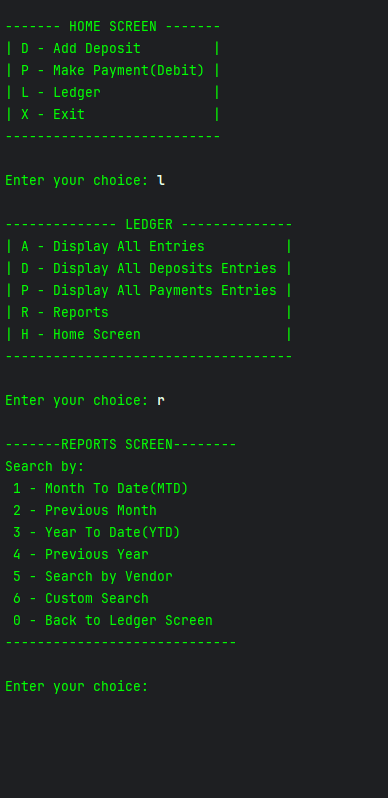 ------- HOME SCREEN -------
| D - Add Deposit         |
| P - Make Payment(Debit) |
| L - Ledger              |
| X - Exit                |
---------------------------
Enter your choice: l
-------------- LEDGER --------------
| A - Display All Entries          |
| D - Display All Deposits Entries |
| P - Display All Payments Entries |
| R - Reports                      |
| H - Home Screen                  |
------------------------------------
Enter your choice: r
-------REPORTS SCREEN--------
Search by:
 1 - Month To Date(MTD)
 2 - Previous Month
 3 - Year To Date(YTD)
 4 - Previous Year
 5 - Search by Vendor
 6 - Custom Search
 0 - Back to Ledger Screen
-----------------------------
Enter your choice: